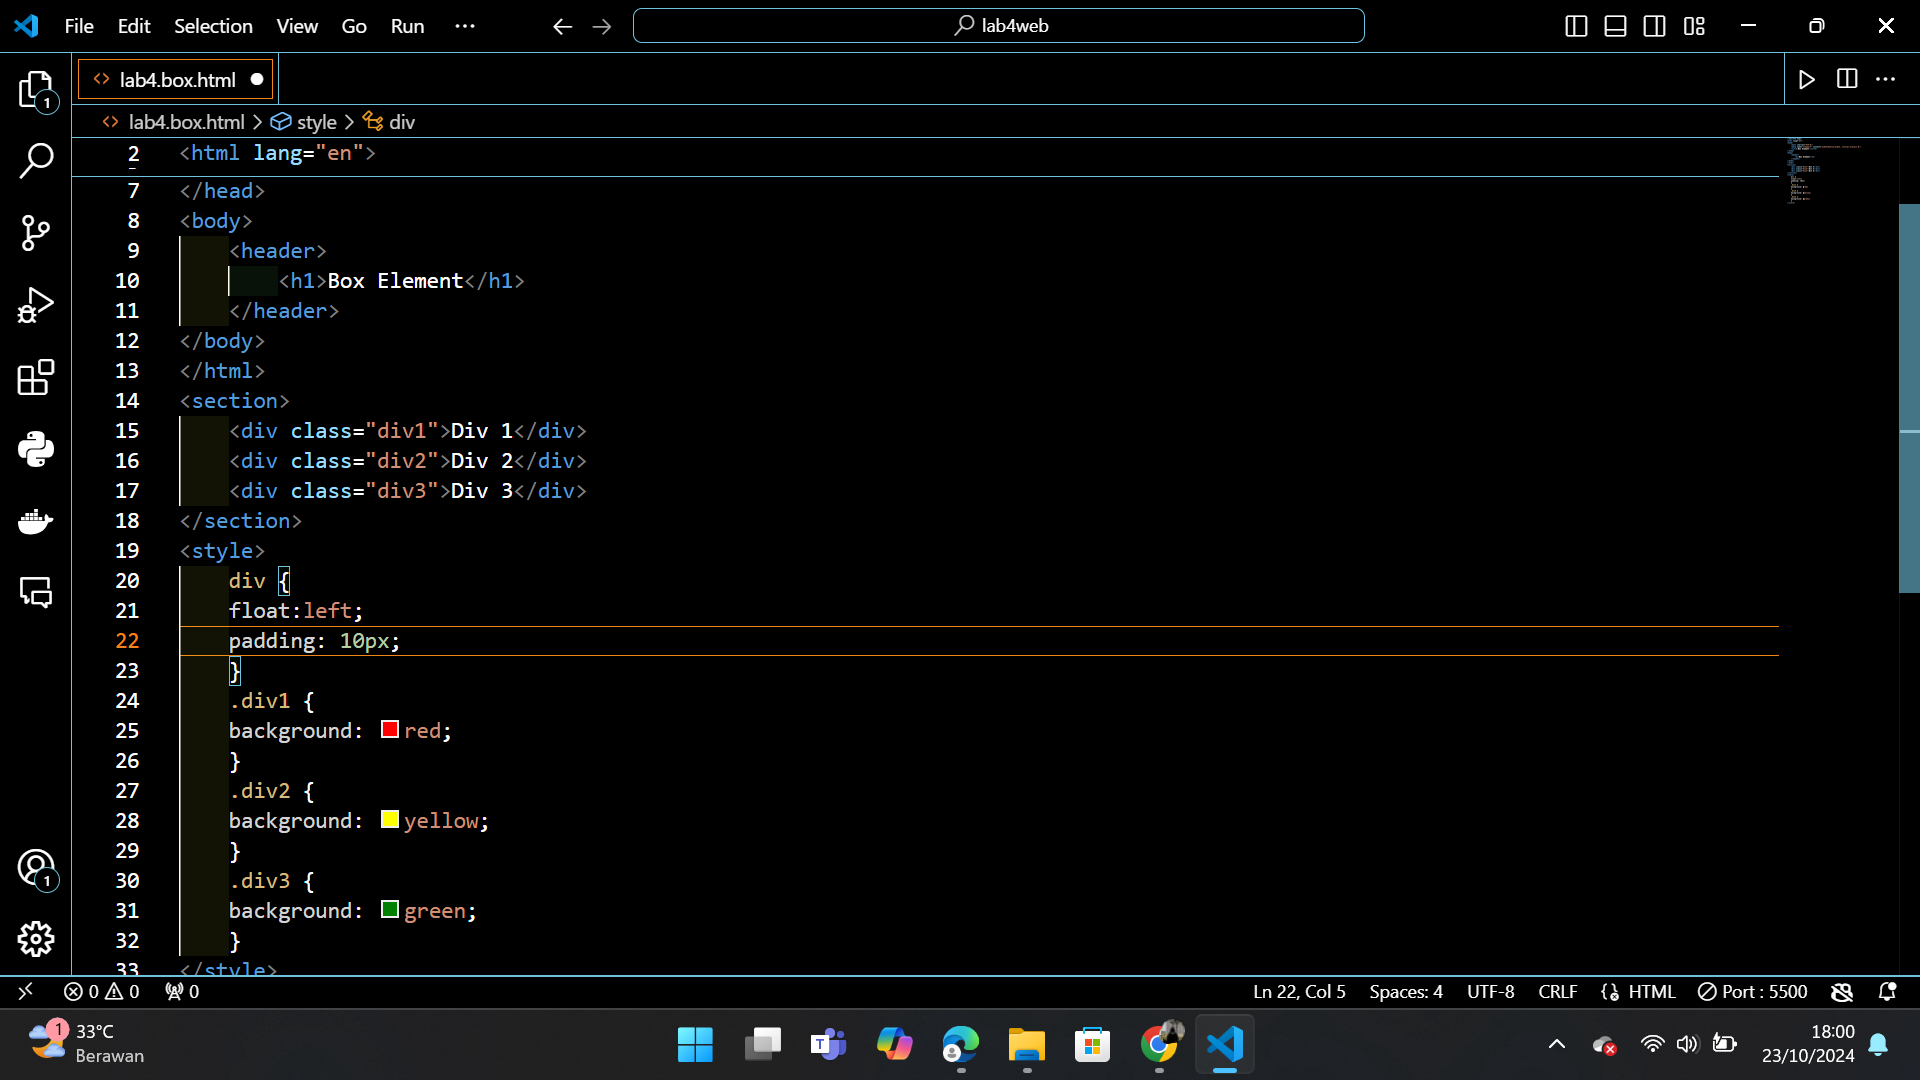 File Edit Selection View Go Run ··· lab4web
lab4.box.html
lab4.box.html > style > div
2 <html lang="en">
7 </head>
8 <body>
9 <header>
10 <h1>Box Element</h1>
11 </header>
12 </body>
13 </html>
14 <section>
15 <div class="div1">Div 1</div>
16 <div class="div2">Div 2</div>
17 <div class="div3">Div 3</div>
18 </section>
19 <style>
20 div {
21 float:left;
22 padding: 10px;
23 }
24 .div1 {
25 background: red;
26 }
27 .div2 {
28 background: yellow;
29 }
30 .div3 {
31 background: green;
32 }
33 </style>
1
1
0 0 0 Ln 22, Col 5 Spaces: 4 UTF-8 CRLF HTML Port : 5500
1 33°C
Berawan
18:00
23/10/2024